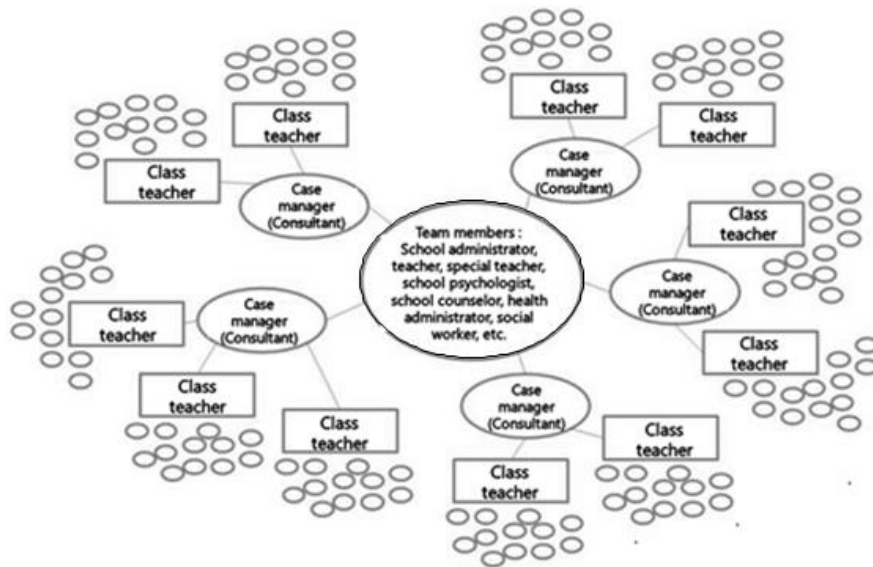 Class
teacher
Class
teacher
Case
manager
(Consultant)
Class
teacher
Class
teacher
Case
manager
(Consultant)
Team members :
School administrator,
teacher, special teacher,
school psychologist,
school counselor, health
administrator, social
worker, etc.
Class
teacher
Case
manager
(Consultant)
Class
teacher
Class
teacher
Case
manager
(Consultant)
Class
teacher
Class
teacher
Case
manager
(Consultant)
Class
teacher
Class
teacher